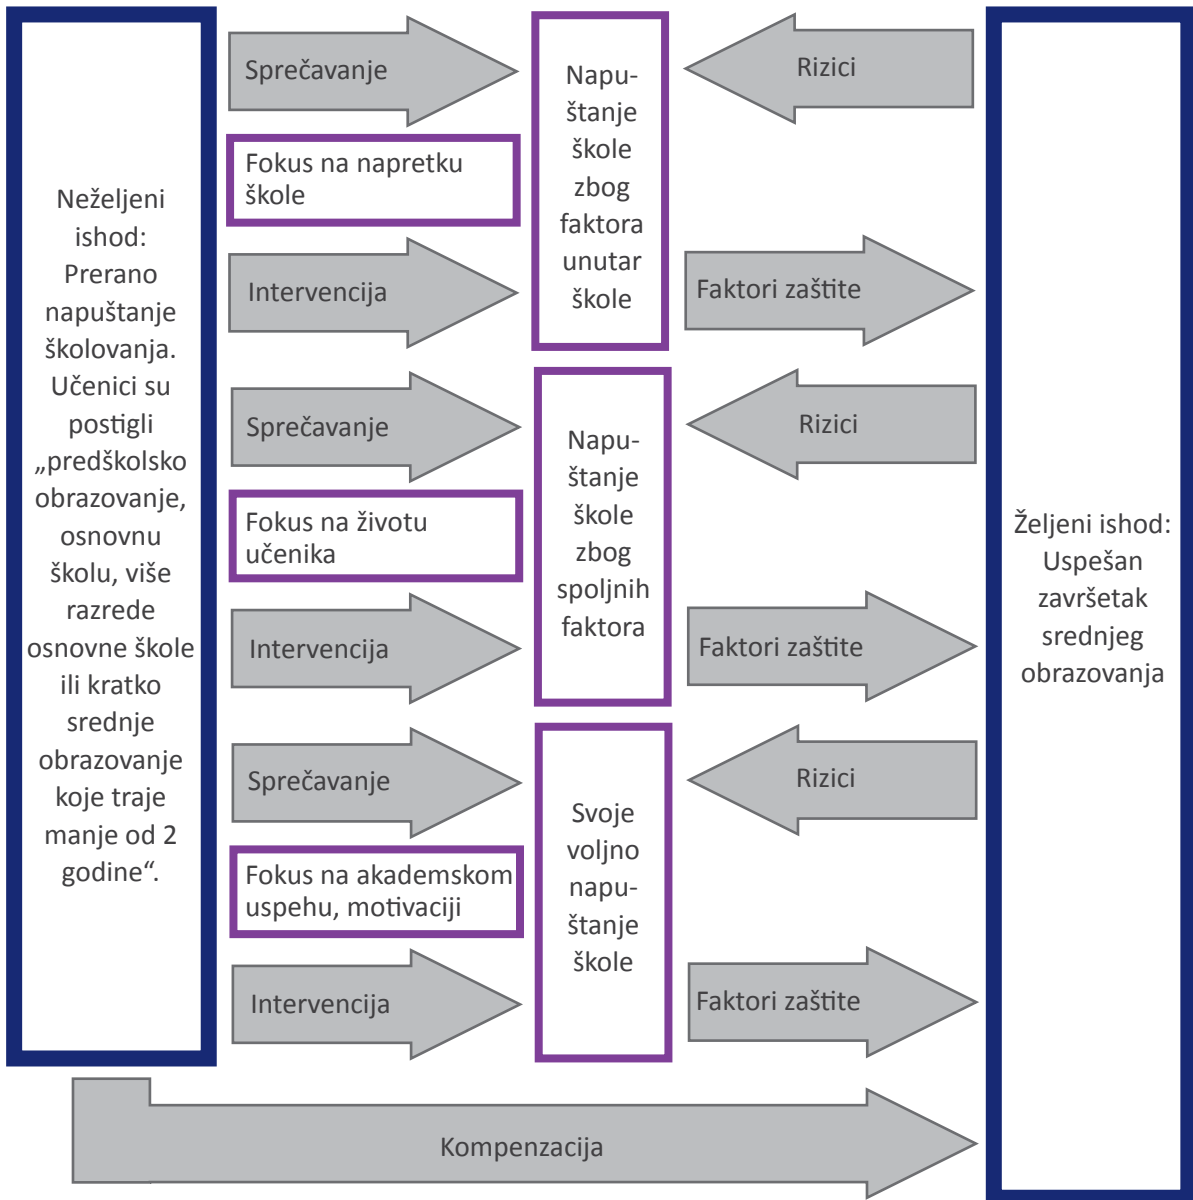 Neželjeni
ishod:
Prerano
napuštanje
školovanja.
Učenici su
postigli
„predškolsko
obrazovanje,
osnovnu
školu, više
razrede
osnovne škole
ili kratko
srednje
obrazovanje
koje traje
manje od 2
godine“.
Sprečavanje
Fokus na napretku
škole
Intervencija
Napu-
štanje
škole
zbog
faktora
unutar
škole
Rizici
Faktori zaštite
Sprečavanje
Fokus na životu
učenika
Intervencija
Napu-
štanje
škole
zbog
spoljnih
faktora
Rizici
Faktori zaštite
Sprečavanje
Fokus na akademskom
uspehu, motivaciji
Intervencija
Svoje
voljno
napu-
štanje
škole
Rizici
Faktori zaštite
Kompenzacija
Željeni ishod:
Uspešan
završetak
srednjeg
obrazovanja